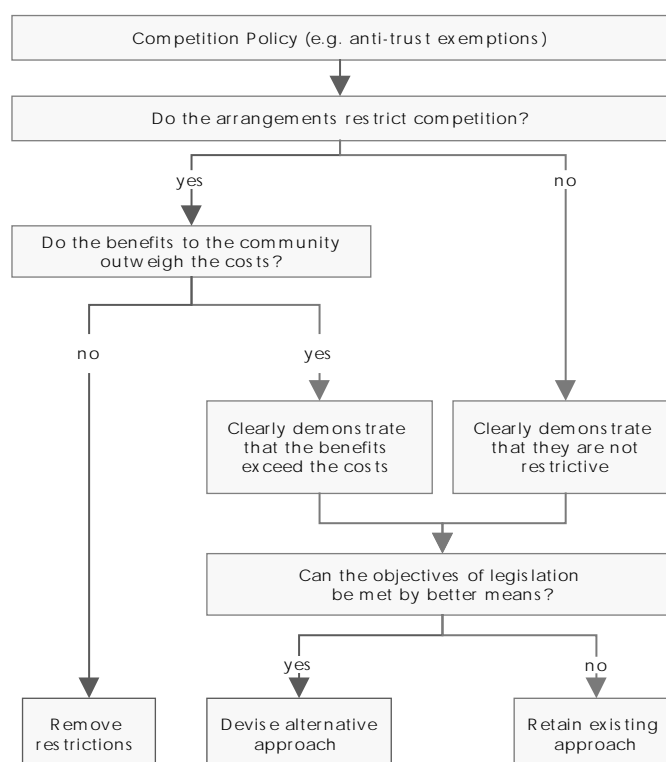 Competition Policy (e.g. anti-trust exemptions)
Do the arrangements restrict competition?
yes
no
Do the benefits to the community
outweigh the costs?
no
yes
Clearly demonstrate
that the benefits
exceed the costs
Clearly demonstrate
that they are not
restrictive
Can the objectives of legislation
be met by better means?
yes
no
Remove
restrictions
Devise alternative
approach
Retain existing
approach